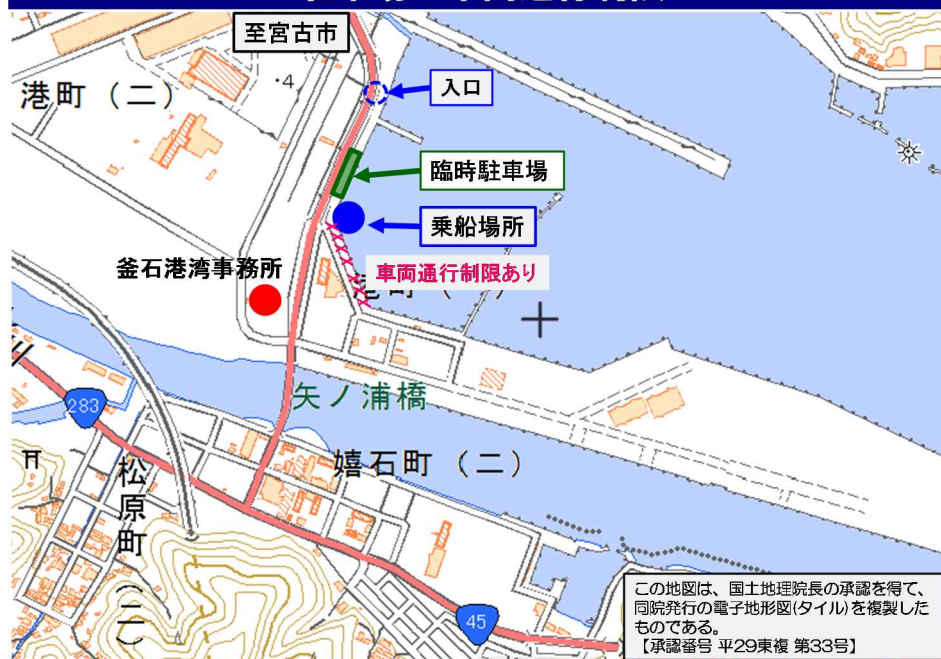 至宮古市
入口
港町（二）
・4
臨時駐車場
乗船場所
釜石港湾事務所
車両通行制限あり
矢ノ浦橋
283
嬉石町（二）
松原町（二）
45
この地図は、国土地理院長の承認を得て、
同院発行の電子地形図(タイル)を複製した
ものである。
【承認番号 平29東複 第33号】